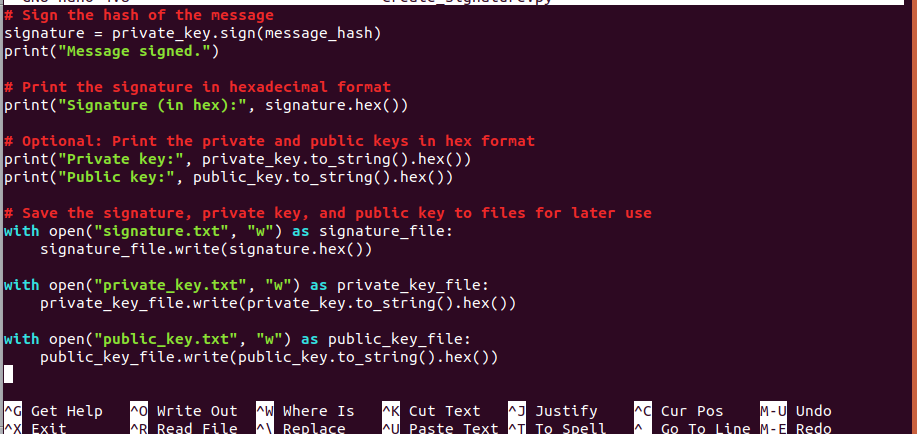 # Sign the hash of the message
signature = private_key.sign(message_hash)
print("Message signed.")
# Print the signature in hexadecimal format
print("Signature (in hex):", signature.hex())
# Optional: Print the private and public keys in hex format
print("Private key:", private_key.to_string().hex())
print("Public key:", public_key.to_string().hex())
# Save the signature, private key, and public key to files for later use
with open("signature.txt", "w") as signature_file:
    signature_file.write(signature.hex())
with open("private_key.txt", "w") as private_key_file:
    private_key_file.write(private_key.to_string().hex())
with open("public_key.txt", "w") as public_key_file:
    public_key_file.write(public_key.to_string().hex())
^G Get Help ^O Write Out ^W Where Is ^K Cut Text ^J Justify ^C Cur Pos M-U Undo
^X Exit ^R Read File ^\ Replace ^U Paste Text ^T To Spell ^_ Go To Line M-E Redo